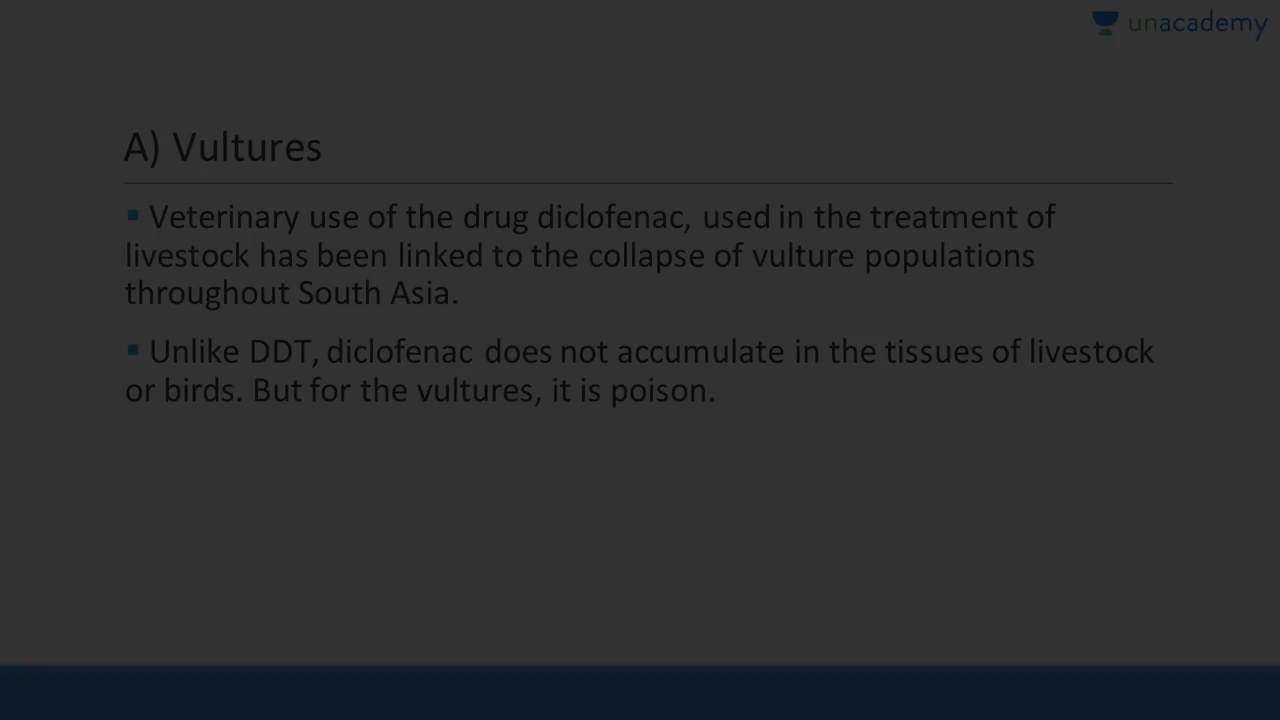 unacademy
A) Vultures
▪ Veterinary use of the drug diclofenac, used in the treatment of
livestock has been linked to the collapse of vulture populations
throughout South Asia.
▪ Unlike DDT, diclofenac does not accumulate in the tissues of livestock
or birds. But for the vultures, it is poison.